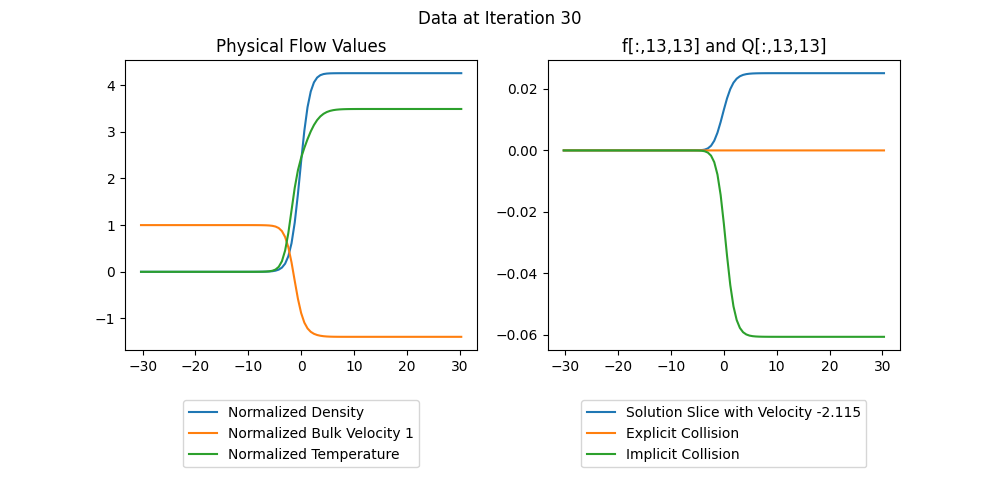 Data at Iteration 30
Physical Flow Values
4
3
2
1
0
−1
−30
−20
−10
0
10
20
30
Normalized Density
Normalized Bulk Velocity 1
Normalized Temperature
f[:,13,13] and Q[:,13,13]
0.02
0.00
−0.02
−0.04
−0.06
−30
−20
−10
0
10
20
30
Solution Slice with Velocity -2.115
Explicit Collision
Implicit Collision